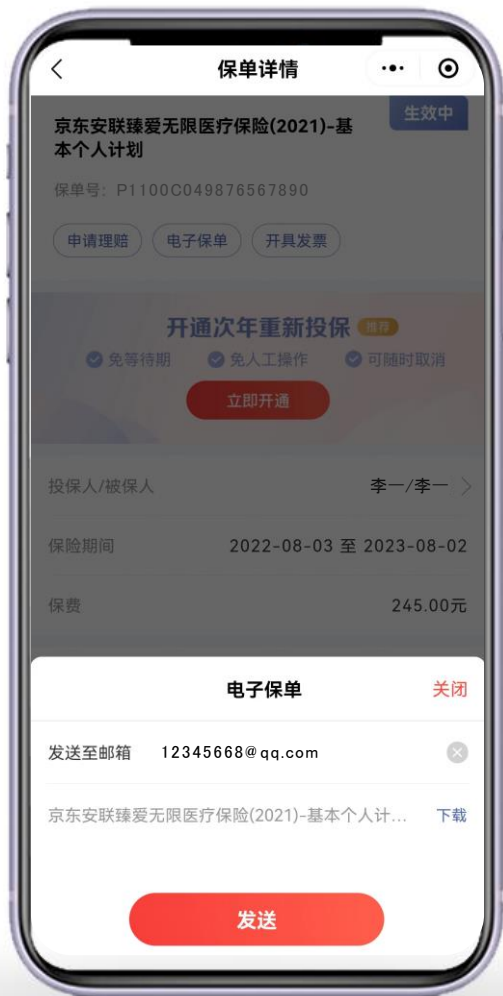 保单详情
京东安联臻爱无限医疗保险(2021)-基
本个人计划
生效中
保单号：P1100C049876567890
申请理赔 电子保单 开具发票
开通次年重新投保 推荐
免等待期 免人工操作 可随时取消
立即开通
投保人/被保人 李一/李一
保险期间 2022-08-03 至 2023-08-02
保费 245.00元
电子保单 关闭
发送至邮箱 12345668@qq.com
京东安联臻爱无限医疗保险(2021)-基本个人计... 下载
发送